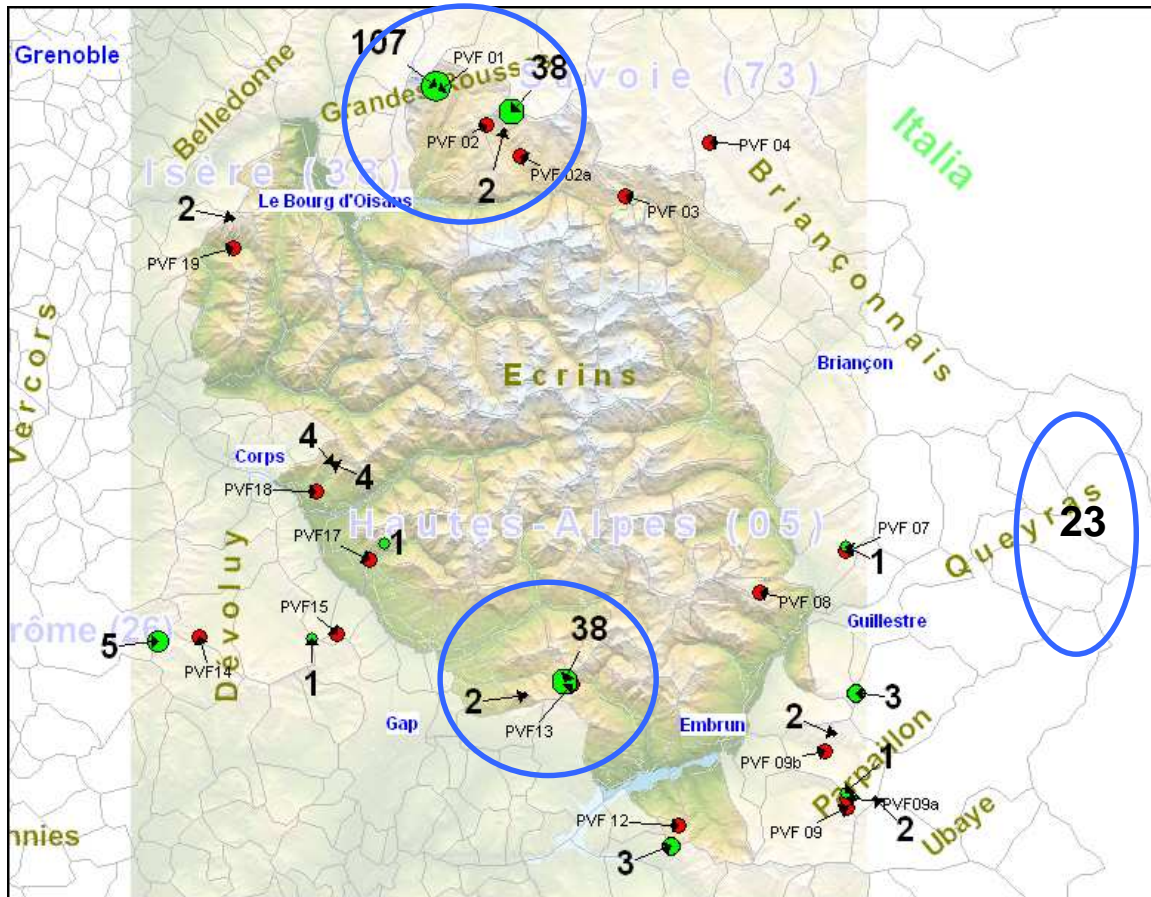 Grenoble
107
PVF 01
38
Savoie (73)
Belledonne
Grandes Rousses
PVF 02
2
PVF 02a
PVF 04
Italia
Isère (38)
Le Bourg d'Oisans
2
PVF 19
PVF 03
Briançonnais
Vercors
Ecrins
Briançon
Corps
4
4
PVF18
Hautes-Alpes (05)
23
Queyras
PVF 07
1
PVF17
1
PVF 08
Guillestre
rôme (26)
5
PVF14
Dévoluy
PVF15
1
38
2
PVF13
Gap
Embrun
3
2
PVF 09b
Parpaillon
1
PVF09a
PVF 09
2
Ubaye
PVF 12
3
nnies